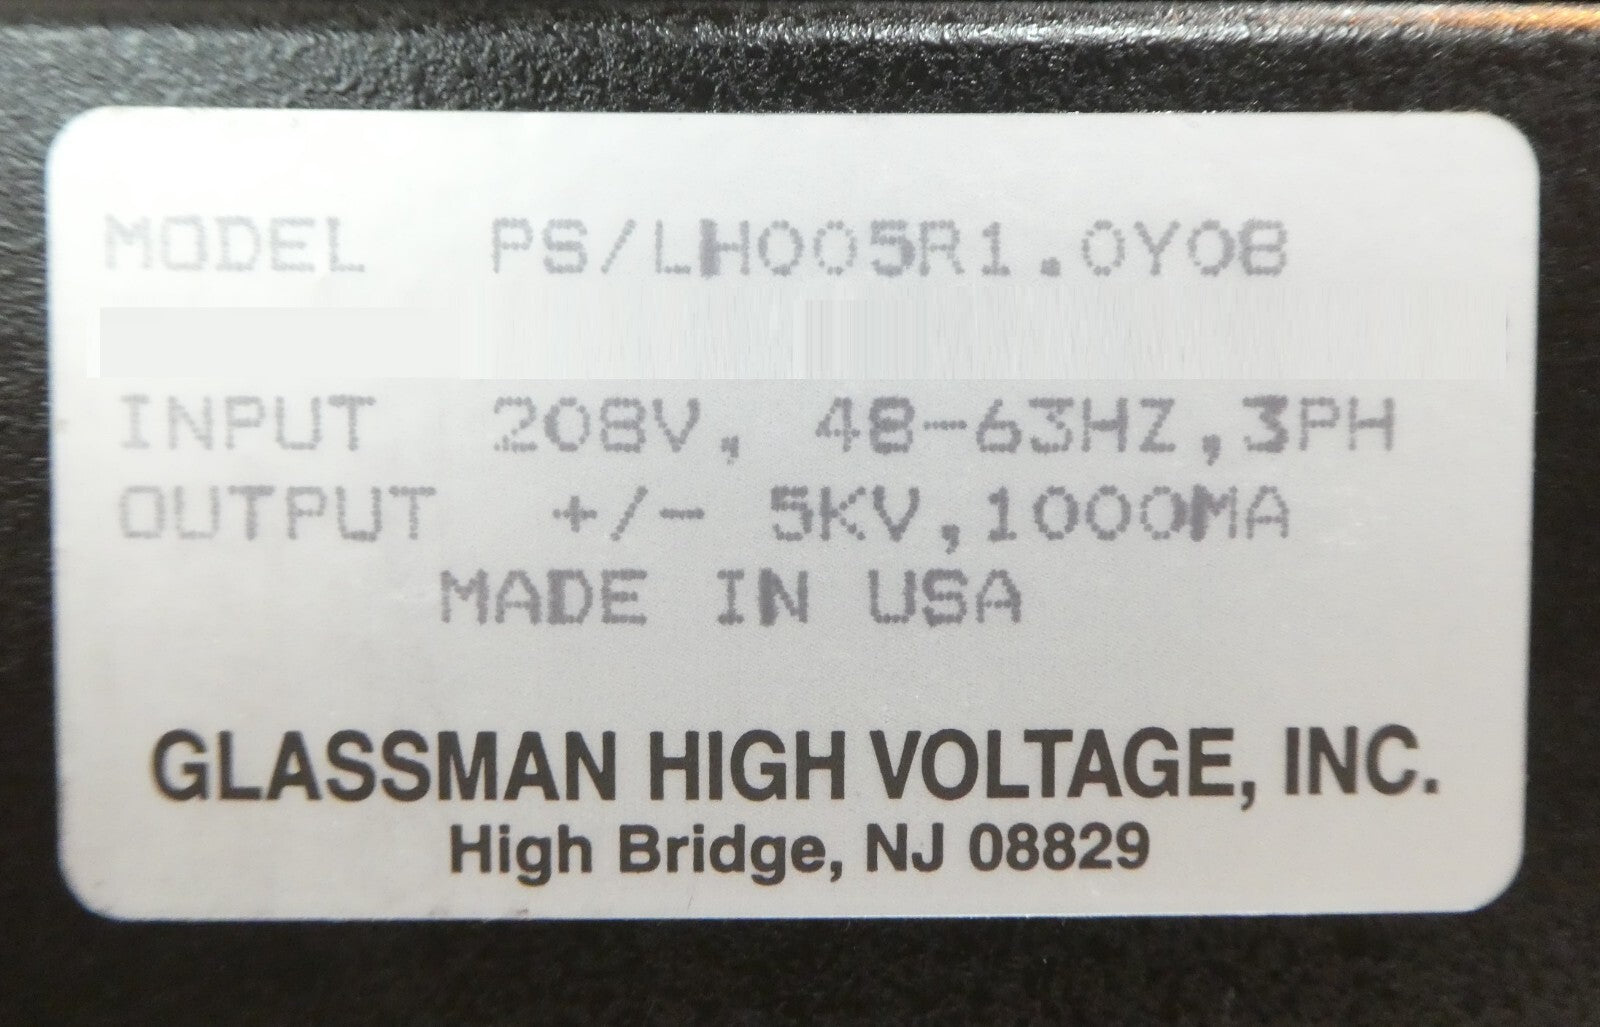 MODEL PS/LH005R1.0Y08
INPUT 208V, 48-63HZ,3PH
OUTPUT +/- 5KV,1000MA
MADE IN USA
GLASSMAN HIGH VOLTAGE, INC.
High Bridge, NJ 08829